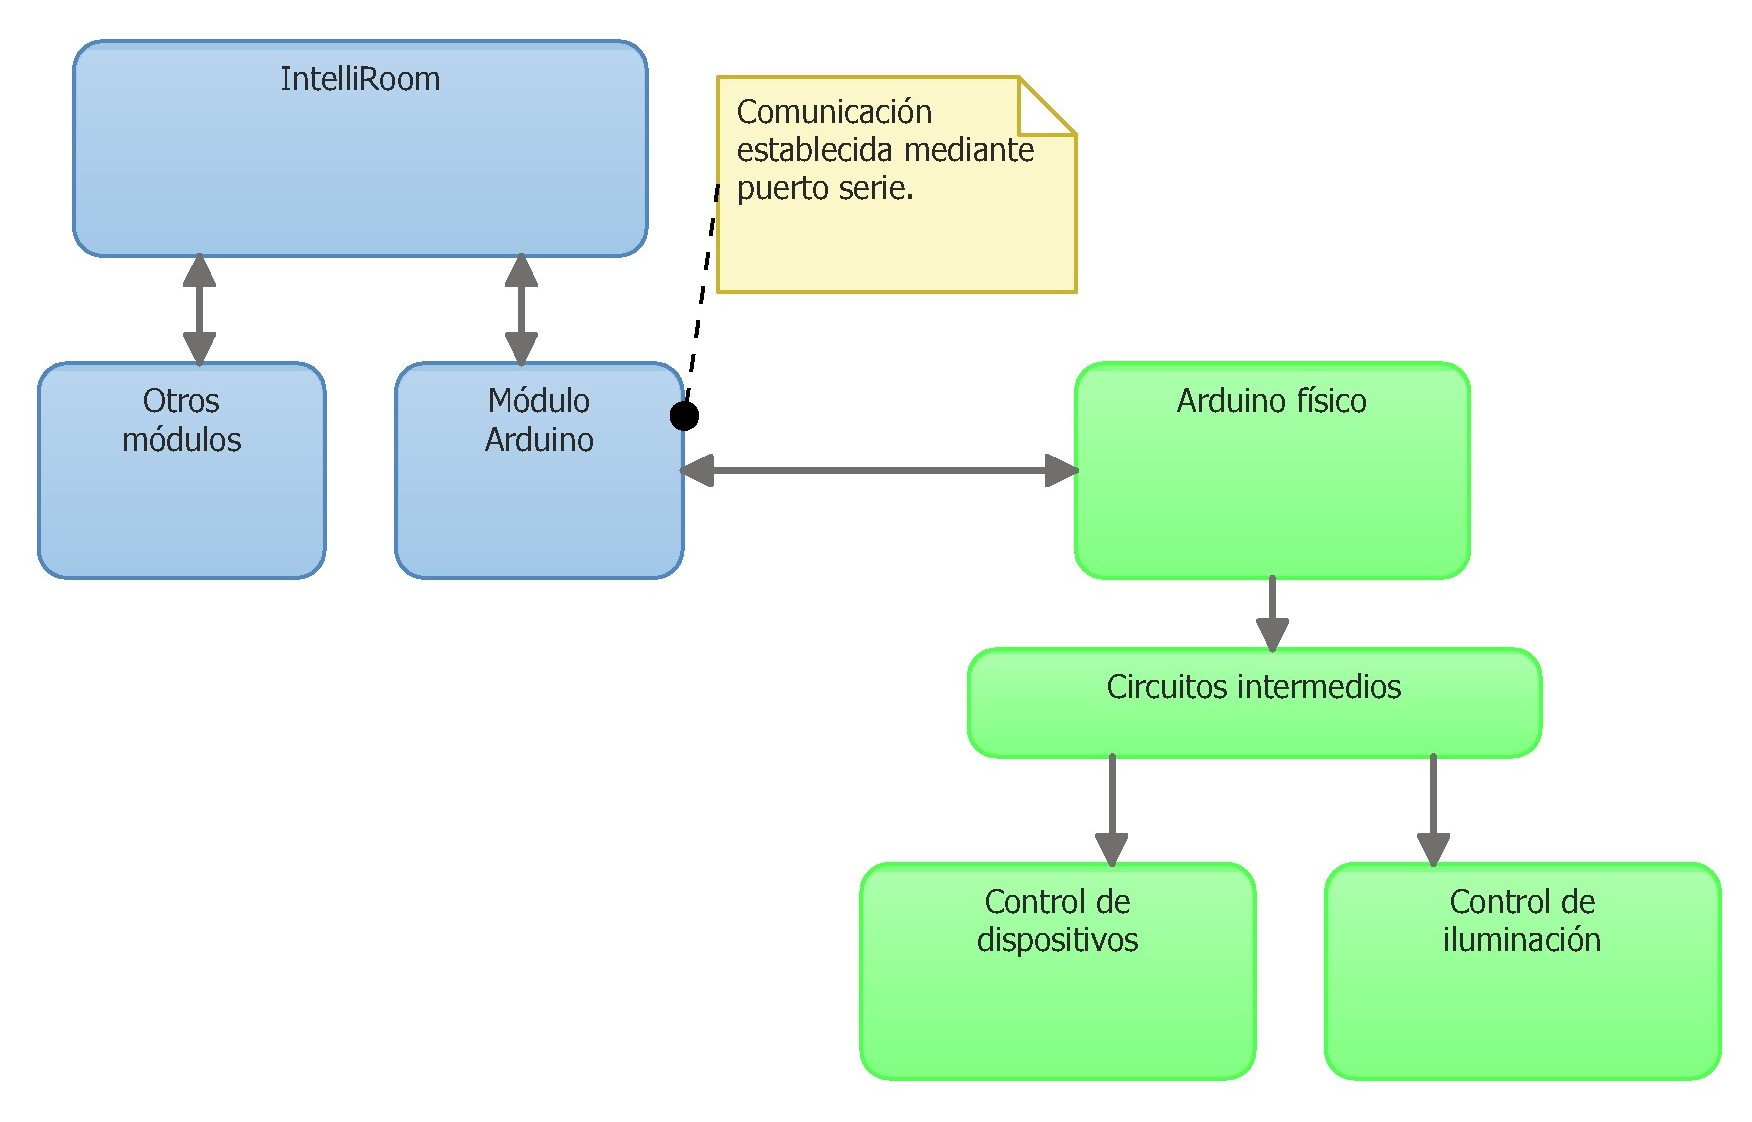 IntelliRoom
Comunicación
establecida mediante
puerto serie.
Otros
módulos
Módulo
Arduino
Arduino físico
Circuitos intermedios
Control de
dispositivos
Control de
iluminación